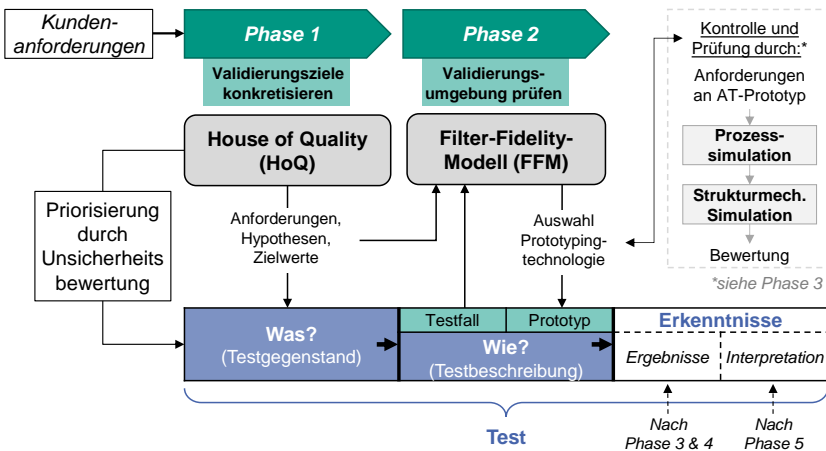 Kunden-
anforderungen
Phase 1
Phase 2
Validierungsziele
konkretisieren
Validierungs-
umgebung prüfen
House of Quality
(HoQ)
Filter-Fidelity-
Modell (FFM)
Kontrolle und
Prüfung durch:*
Anforderungen
an AT-Prototyp
Prozess-
simulation
Strukturmech.
Simulation
Bewertung
*siehe Phase 3
Priorisierung
durch
Unsicherheits
bewertung
Anforderungen,
Hypothesen,
Zielwerte
Auswahl
Prototyping-
technologie
Was?
(Testgegenstand)
Testfall
Prototyp
Wie?
(Testbeschreibung)
Erkenntnisse
Ergebnisse
Interpretation
Test
Nach
Phase 3 & 4
Nach
Phase 5